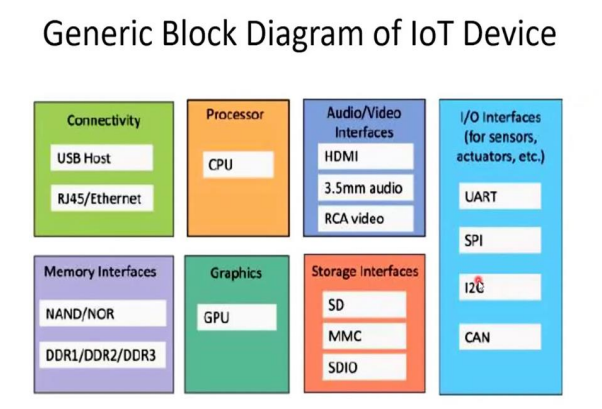 Generic Block Diagram of IoT Device
Connectivity
USB Host
RJ45/Ethernet
Processor
CPU
Audio/Video
Interfaces
HDMI
3.5mm audio
RCA video
I/O Interfaces
(for sensors,
actuators, etc.)
UART
SPI
I2C
CAN
Memory Interfaces
NAND/NOR
DDR1/DDR2/DDR3
Graphics
GPU
Storage Interfaces
SD
MMC
SDIO